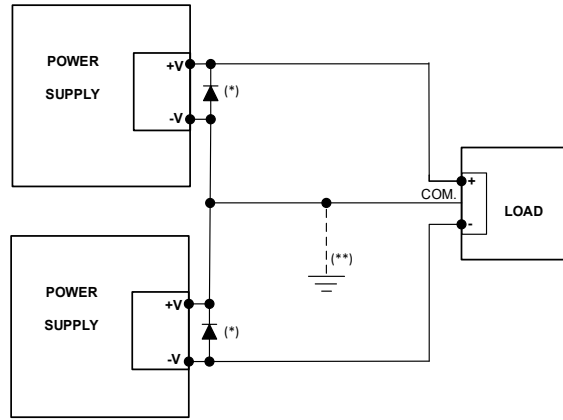 POWER
SUPPLY
+V
-V
(*)
+
COM.
-
LOAD
(**)
POWER
SUPPLY
+V
-V
(*)